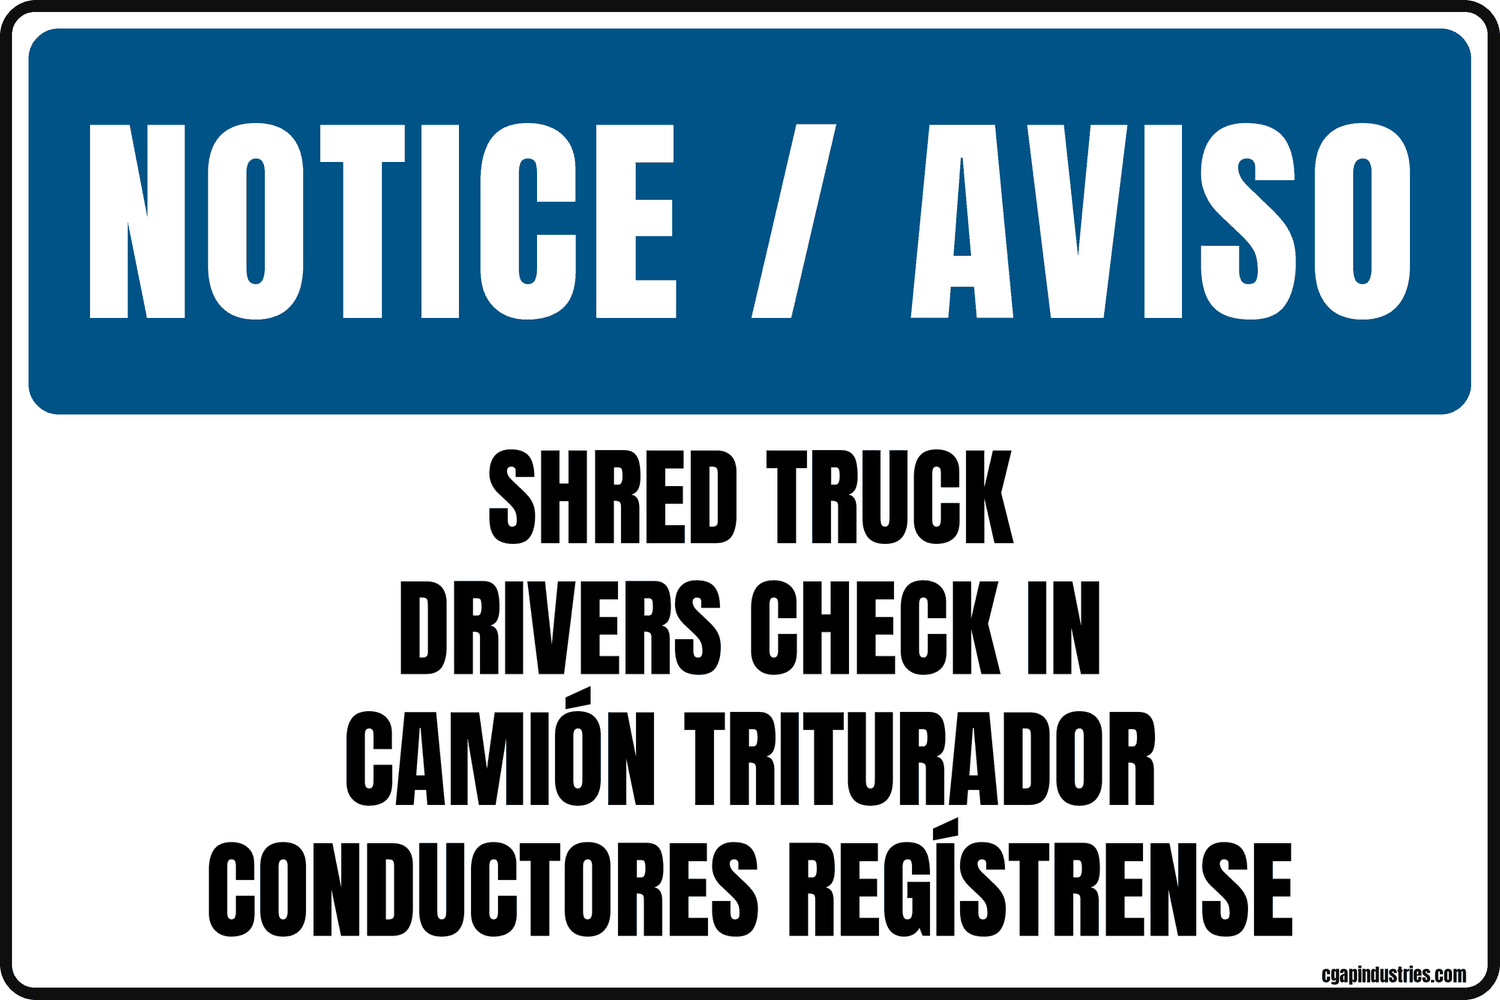 NOTICE / AVISO
SHRED TRUCK
DRIVERS CHECK IN
CAMIÓN TRITURADOR
CONDUCTORES REGÍSTRENSE
cgapindustries.com